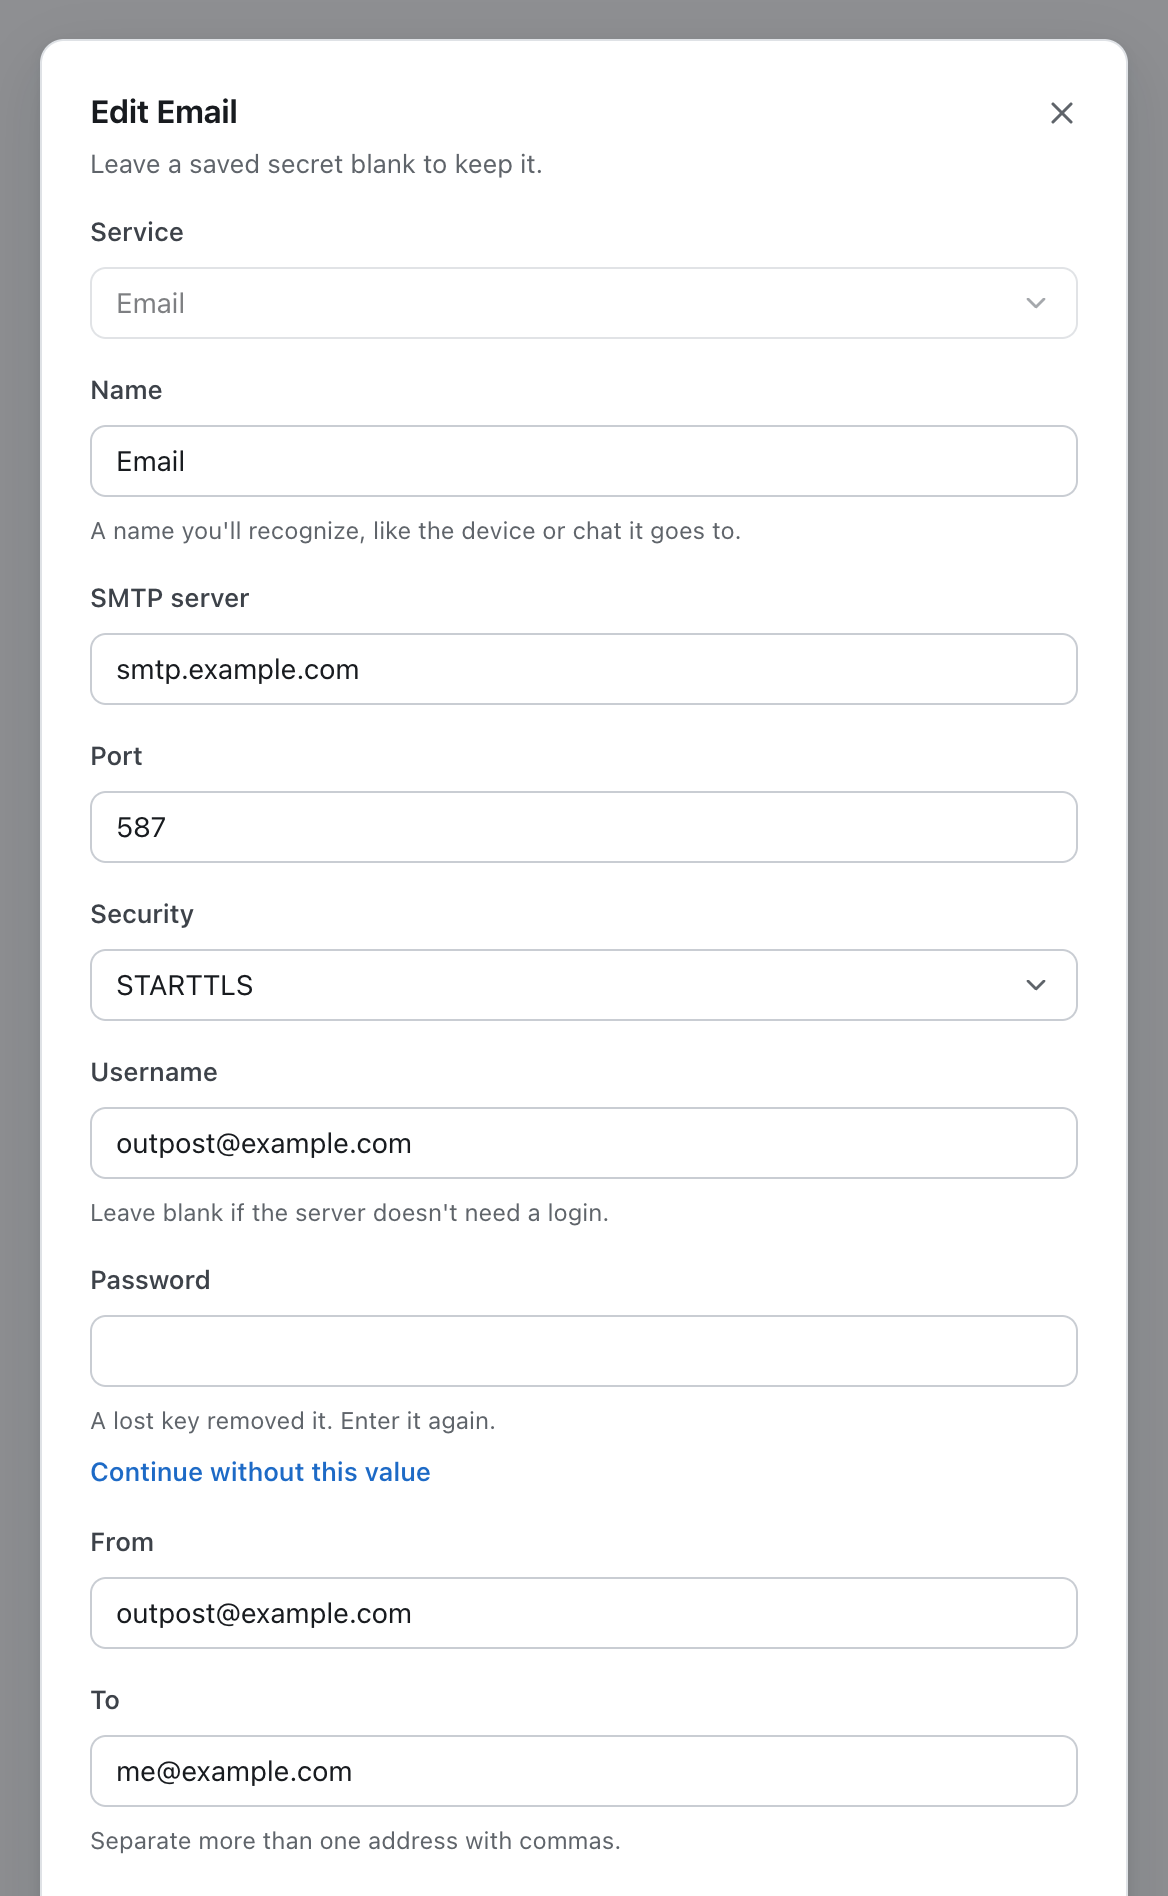 Edit Email
Leave a saved secret blank to keep it.
Service
Email
Name
Email
A name you'll recognize, like the device or chat it goes to.
SMTP server
smtp.example.com
Port
587
Security
STARTTLS
Username
outpost@example.com
Leave blank if the server doesn't need a login.
Password
A lost key removed it. Enter it again.
Continue without this value
From
outpost@example.com
To
me@example.com
Separate more than one address with commas.